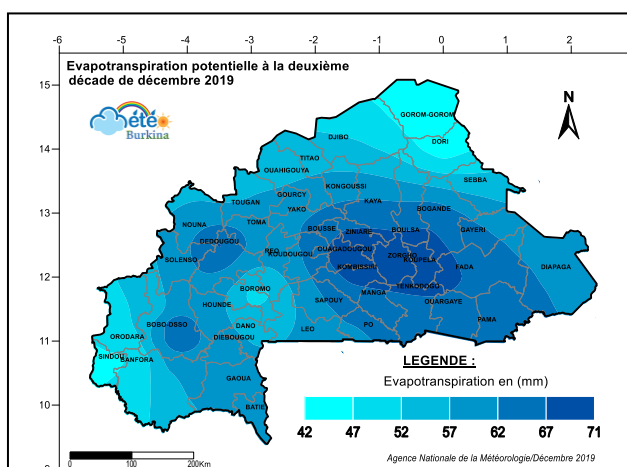 -6 -5 -4 -3 -2 -1 0 1 2
Evapotranspiration potentielle à la deuxième
décade de décembre 2019
météo
Burkina
N
15
14
13
12
11
10
GOROM-GOROM
DORI
DJIBO
TITAO
OUAHIGOUYA
SEBBA
KONGOUSSI
GOURCY
KAYA
TOUGAN
YAKO
BOGANDE
NOUNA
TOMA
BOUSSE
ZINIARE
BOULSA
GAYERI
DEDOUGOU
REO
KOUDOUGOU
OUAGADOUGOU
ZORGHO
KOUPELA
SOLENSO
KOMBISSIRI
FADA
DIAPAGA
BOROMO
TENKODOGO
MANGA
HOUNDE
SAPOUY
OUARGAYE
BOBO-DSSO
DANO
LEO
PO
PAMA
ORODARA
DIEBOUGOU
SINDOU
BANFORA
GAOUA
BATIE
LEGENDE :
Evapotranspiration en (mm)
42 47 52 57 62 67 71
0 100 200Km
Agence Nationale de la Météorologie/Décembre 2019